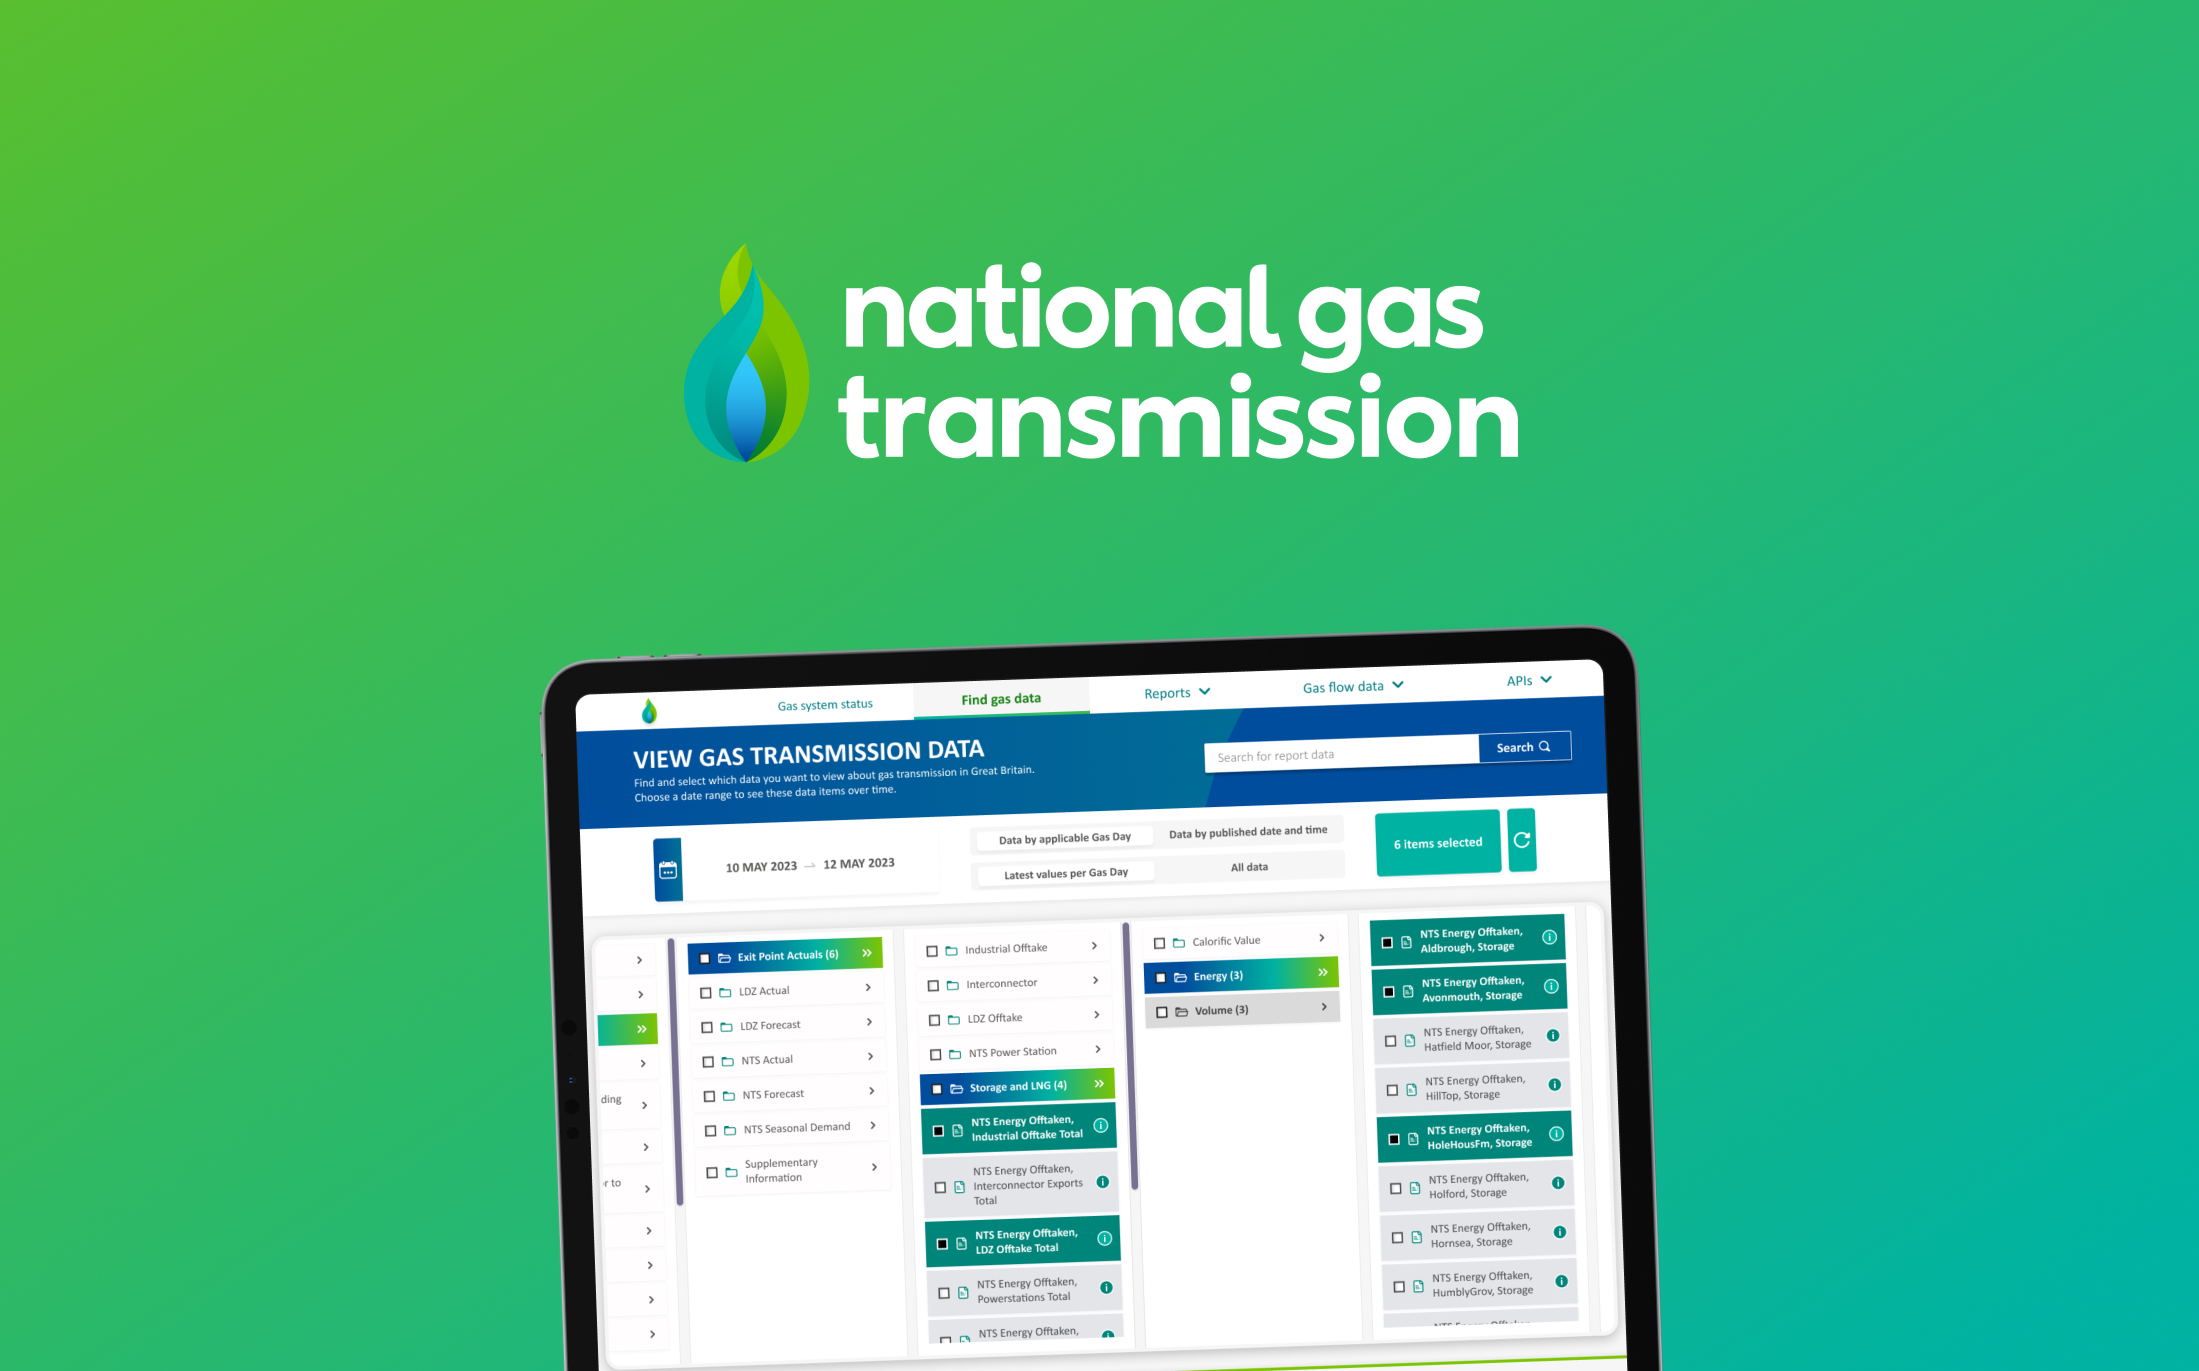 national gas
transmission
Gas system status
Find gas data
Reports
Gas flow data
APIs
VIEW GAS TRANSMISSION DATA
Find and select which data you want to view about gas transmission in Great Britain.
Choose a date range to see these data items over time.
Search for report data
Search
10 MAY 2023
12 MAY 2023
Data by applicable Gas Day
Data by published date and time
Latest values per Gas Day
All data
6 items selected
ding
r to
Exit Point Actuals (6)
LDZ Actual
LDZ Forecast
NTS Actual
NTS Forecast
NTS Seasonal Demand
Supplementary
Information
Industrial Offtake
Interconnector
LDZ Offtake
NTS Power Station
Storage and LNG (4)
NTS Energy Offtaken,
Industrial Offtake Total
NTS Energy Offtaken,
Interconnector Exports
Total
NTS Energy Offtaken,
LDZ Offtake Total
NTS Energy Offtaken,
Powerstations Total
NTS Energy Offtaken,
Calorific Value
Energy (3)
Volume (3)
NTS Energy Offtaken,
Aldbrough, Storage
NTS Energy Offtaken,
Avonmouth, Storage
NTS Energy Offtaken,
Hatfield Moor, Storage
NTS Energy Offtaken,
HillTop, Storage
NTS Energy Offtaken,
HoleHousFm, Storage
NTS Energy Offtaken,
Holford, Storage
NTS Energy Offtaken,
Hornsea, Storage
NTS Energy Offtaken,
HumblyGrov, Storage